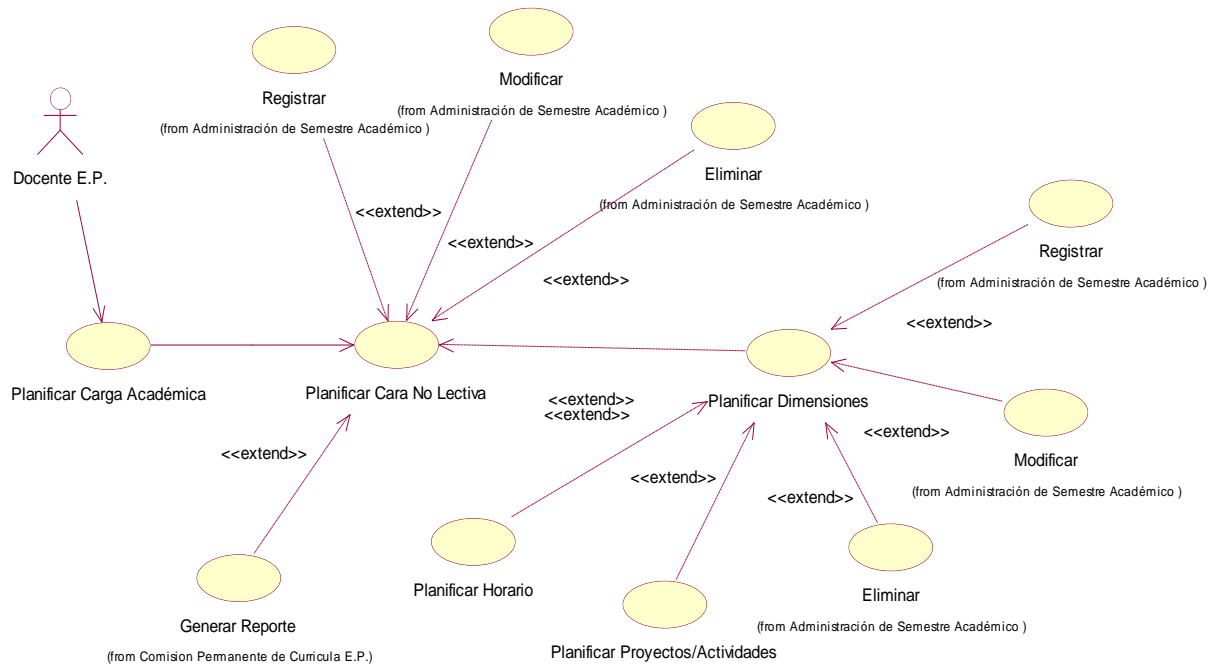 Modificar
(from Administración de Semestre Académico )
Registrar
(from Administración de Semestre Académico )
Docente E.P.
Eliminar
(from Administración de Semestre Académico )
<<extend>>
<<extend>>
<<extend>>
Registrar
(from Administración de Semestre Académico )
<<extend>>
Planificar Carga Académica
Planificar Cara No Lectiva
Planificar Dimensiones
<<extend>>
<<extend>>
<<extend>>
Modificar
(from Administración de Semestre Académico )
<<extend>>
<<extend>>
<<extend>>
Planificar Horario
Eliminar
(from Administración de Semestre Académico )
Generar Reporte
(from Comision Permanente de Curricula E.P.)
Planificar Proyectos/Actividades